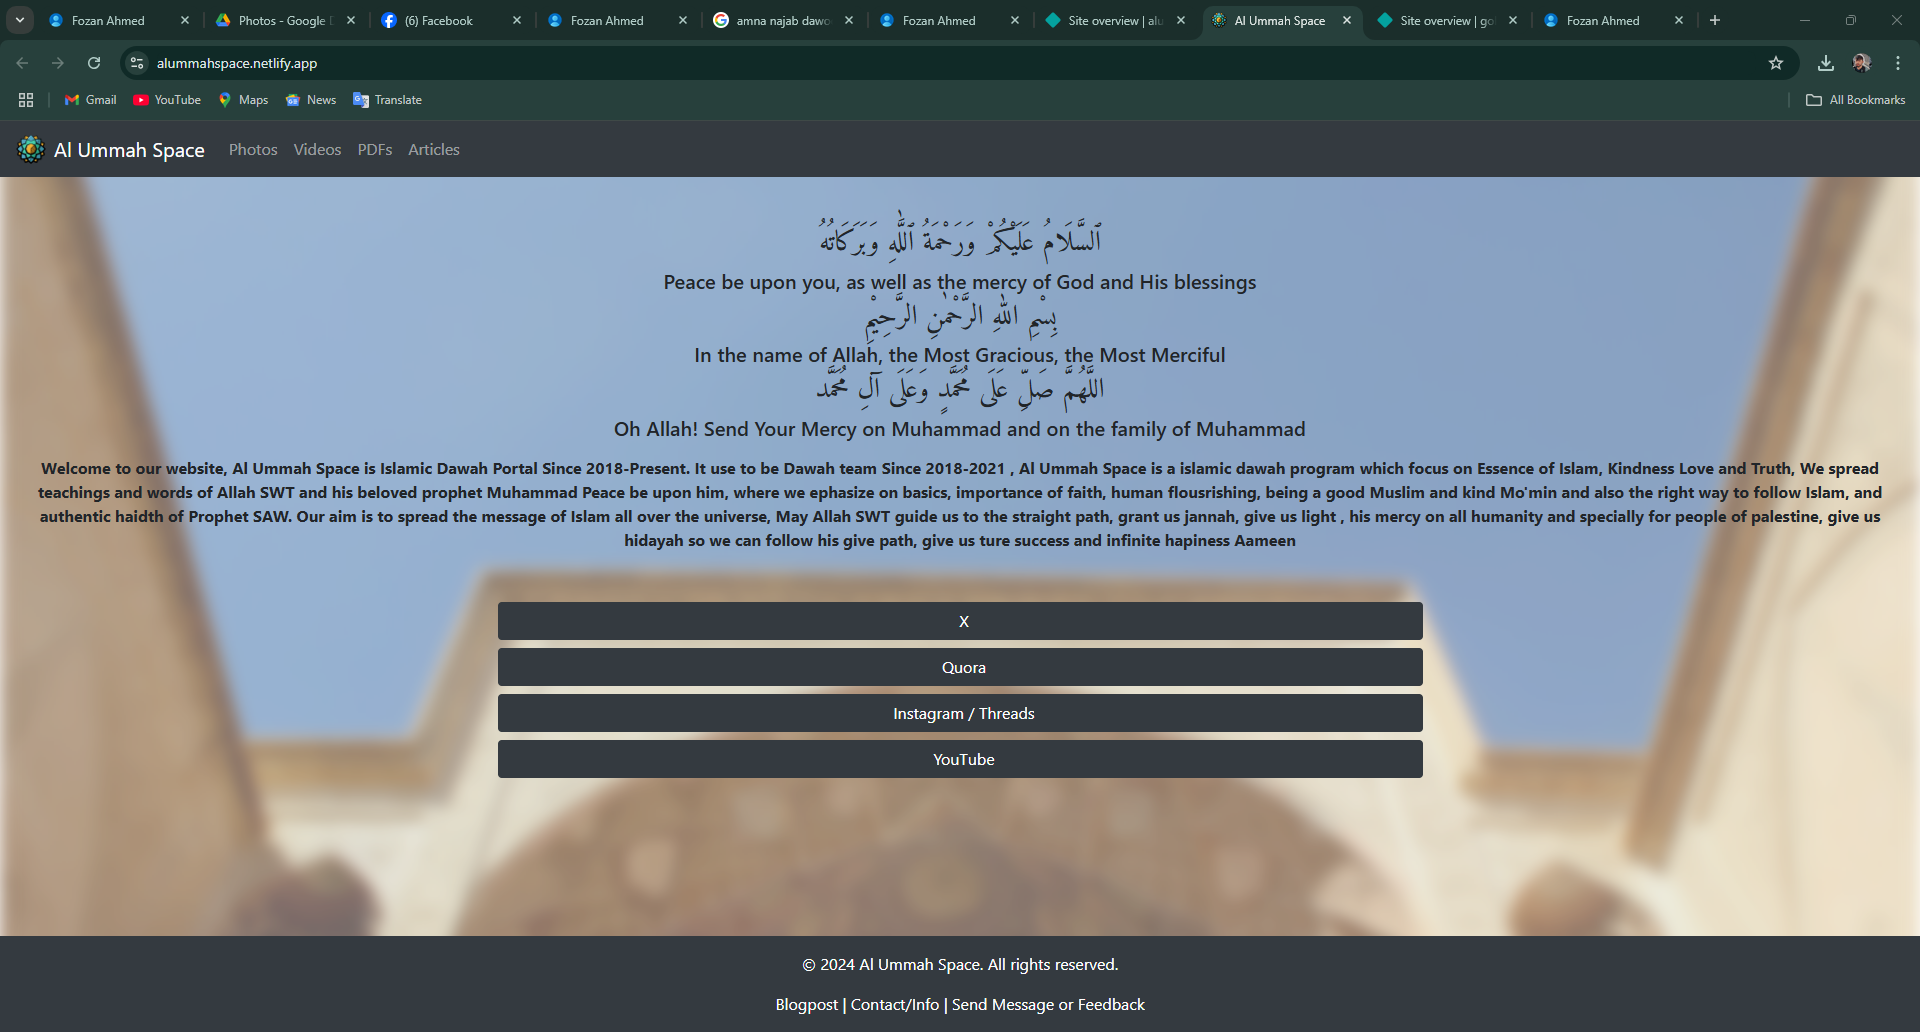 Fozan Ahmed
Photos - Google D
(6) Facebook
Fozan Ahmed
amna najab dawo
Fozan Ahmed
Site overview | alu
Al Ummah Space
Site overview | gol
Fozan Ahmed
alummahspace.netlify.app
Gmail
YouTube
Maps
News
Translate
All Bookmarks
Al Ummah Space
Photos
Videos
PDFs
Articles
ٱلسَّلَامُ عَلَيْكُمْ وَرَحْمَةُ ٱللَّٰهِ وَبَرَكَاتُهُ
Peace be upon you, as well as the mercy of God and His blessings
بِسْمِ اللهِ الرَّحْمٰنِ الرَّحِيْمِ
In the name of Allah, the Most Gracious, the Most Merciful
اللَّهُمَّ صَلِّ عَلَى مُحَمَّدٍ وَعَلَى آلِ مُحَمَّد
Oh Allah! Send Your Mercy on Muhammad and on the family of Muhammad
Welcome to our website, Al Ummah Space is Islamic Dawah Portal Since 2018-Present. It use to be Dawah team Since 2018-2021 , Al Ummah Space is a islamic dawah program which focus on Essence of Islam, Kindness Love and Truth, We spread
teachings and words of Allah SWT and his beloved prophet Muhammad Peace be upon him, where we ephasize on basics, importance of faith, human flousrishing, being a good Muslim and kind Mo'min and also the right way to follow Islam, and
authentic haidth of Prophet SAW. Our aim is to spread the message of Islam all over the universe, May Allah SWT guide us to the straight path, grant us jannah, give us light , his mercy on all humanity and specially for people of palestine, give us
hidayah so we can follow his give path, give us ture success and infinite hapiness Aameen
X
Quora
Instagram / Threads
YouTube
© 2024 Al Ummah Space. All rights reserved.
Blogpost | Contact/Info | Send Message or Feedback